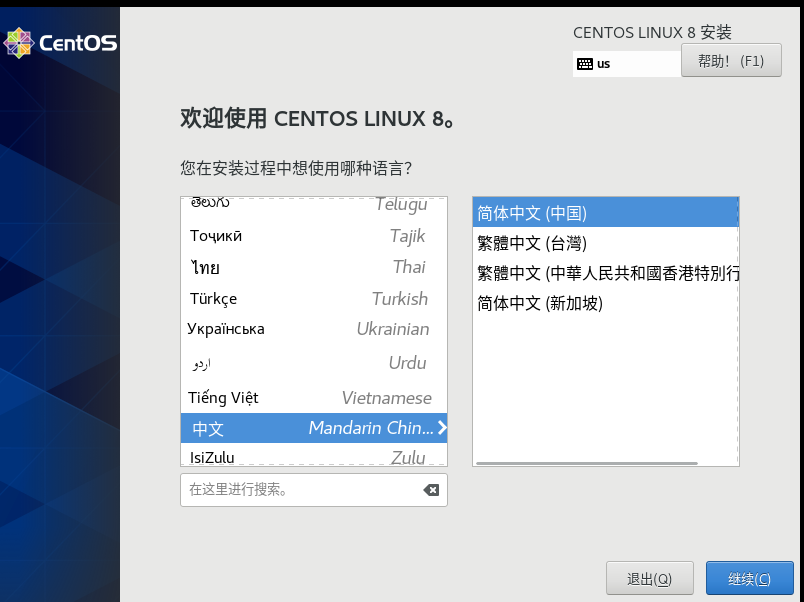 CentOS
CENTOS LINUX 8 安装
us
帮助！ (F1)
欢迎使用 CENTOS LINUX 8。
您在安装过程中想使用哪种语言？
తెలుగు Telugu
Тоҷикӣ Tajik
ไทย Thai
Türkçe Turkish
Українська Ukrainian
اردو Urdu
Tiếng Việt Vietnamese
中文 Mandarin Chin...
IsiZulu Zulu
简体中文 (中国)
繁體中文 (台灣)
繁體中文 (中華人民共和國香港特別行
简体中文 (新加坡)
在这里进行搜索。
退出(Q)
继续(C)